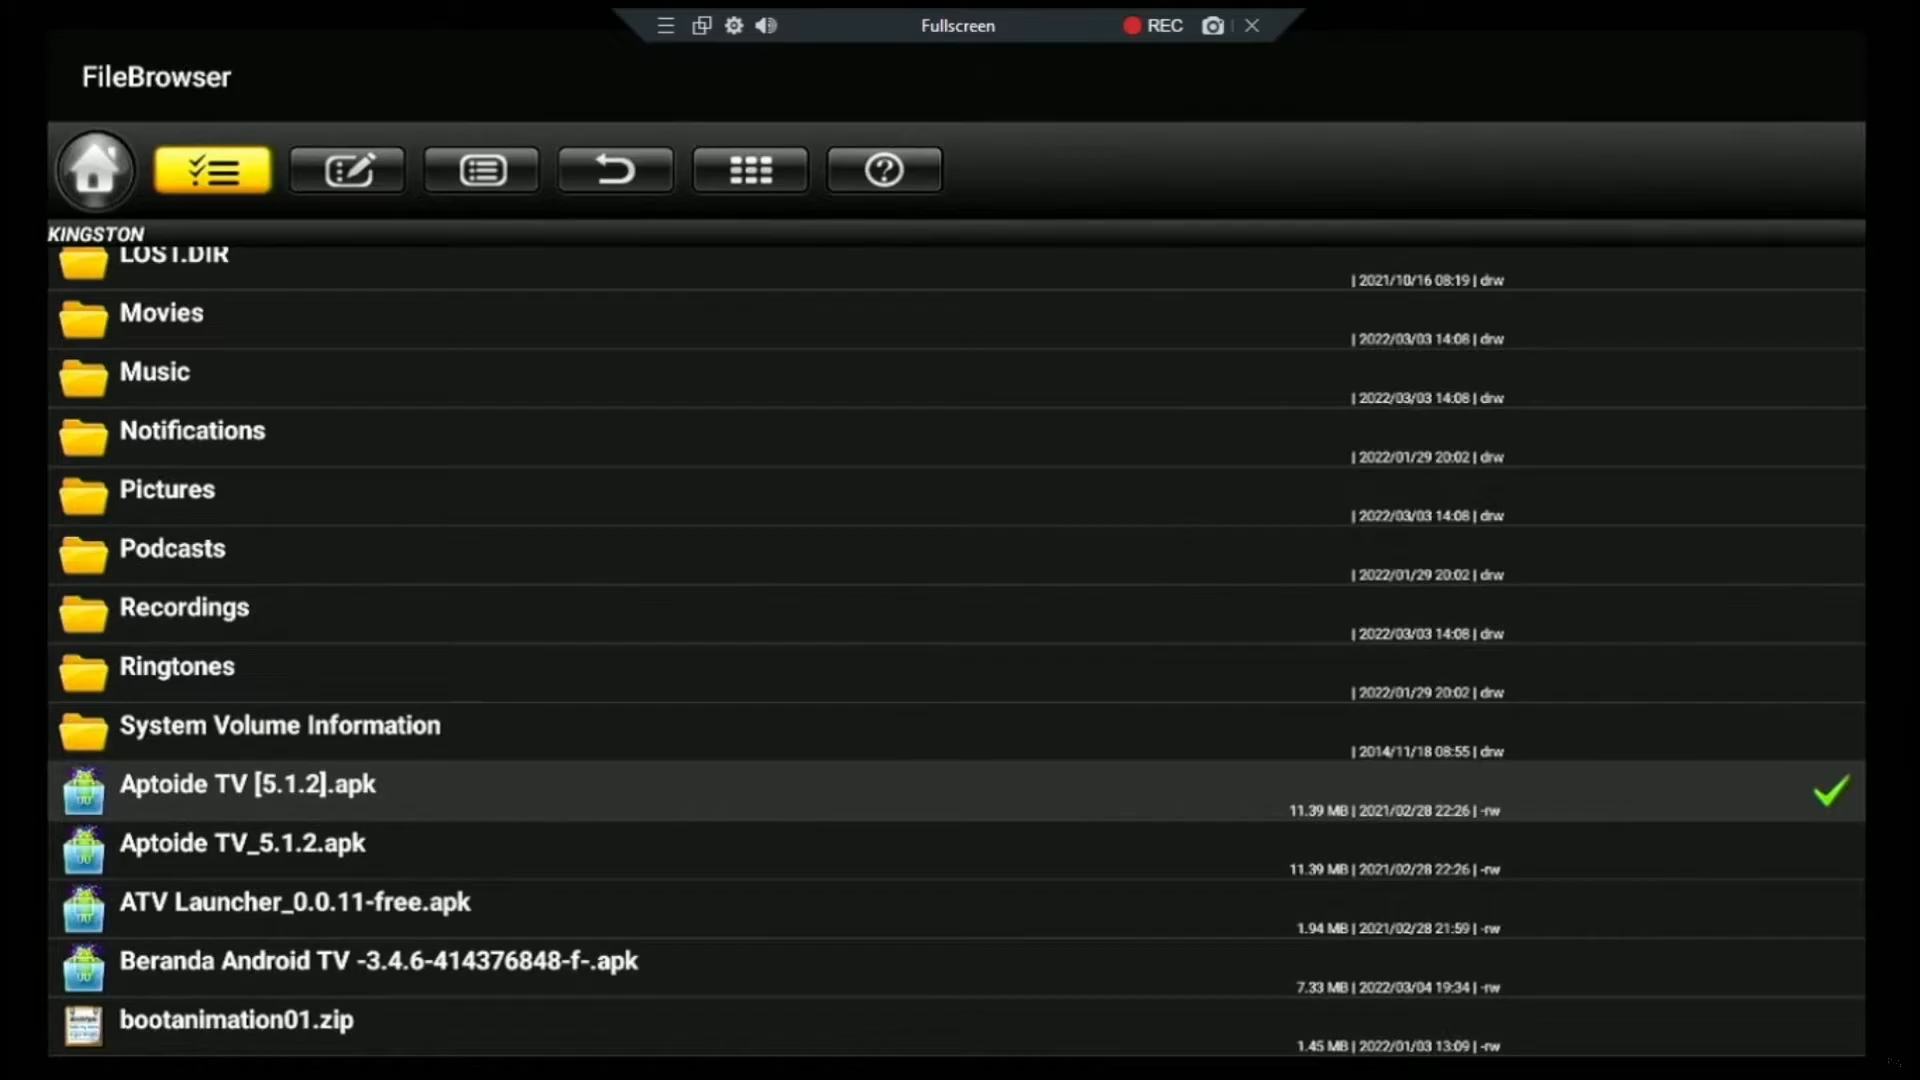 Fullscreen
REC
FileBrowser
KINGSTON
LOST.DIR
| 2021/10/16 08:19 | drw
Movies
| 2022/03/03 14:08 | drw
Music
| 2022/03/03 14:08 | drw
Notifications
| 2022/01/29 20:02 | drw
Pictures
| 2022/03/03 14:08 | drw
Podcasts
| 2022/01/29 20:02 | drw
Recordings
| 2022/03/03 14:08 | drw
Ringtones
| 2022/01/29 20:02 | drw
System Volume Information
| 2014/11/18 08:55 | drw
Aptoide TV [5.1.2].apk
11.39 MB | 2021/02/28 22:26 | -rw
Aptoide TV_5.1.2.apk
11.39 MB | 2021/02/28 22:26 | -rw
ATV Launcher_0.0.11-free.apk
1.94 MB | 2021/02/28 21:59 | -rw
Beranda Android TV -3.4.6-414376848-f-.apk
7.33 MB | 2022/03/04 19:34 | -rw
bootanimation01.zip
1.45 MB | 2022/01/03 13:09 | -rw